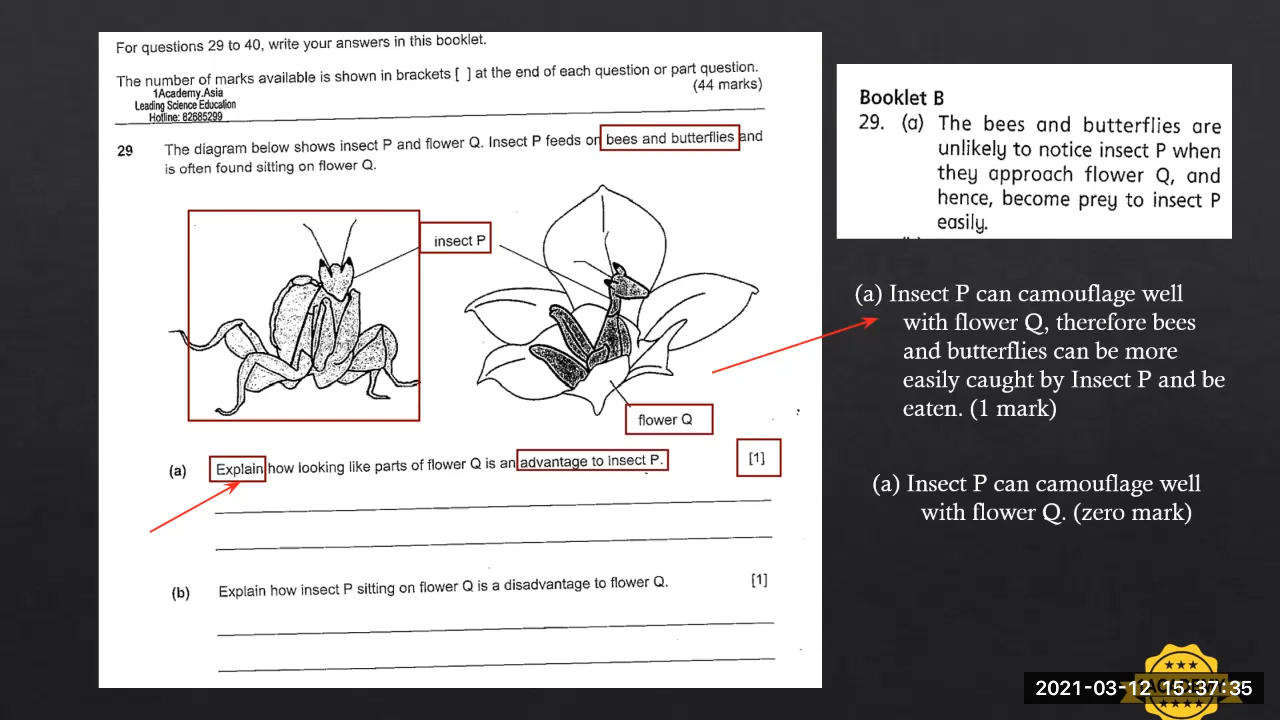 For questions 29 to 40, write your answers in this booklet.
The number of marks available is shown in brackets [ ] at the end of each question or part question.
(44 marks)
1Academy.Asia
Leading Science Education
Hotline: 82685299
29 The diagram below shows insect P and flower Q. Insect P feeds on bees and butterflies and
is often found sitting on flower Q.
insect P
flower Q
(a) Explain how looking like parts of flower Q is an advantage to insect P. [1]
(b) Explain how insect P sitting on flower Q is a disadvantage to flower Q. [1]
Booklet B
29. (a) The bees and butterflies are
unlikely to notice insect P when
they approach flower Q, and
hence, become prey to insect P
easily.
(a) Insect P can camouflage well
with flower Q, therefore bees
and butterflies can be more
easily caught by Insect P and be
eaten. (1 mark)
(a) Insect P can camouflage well
with flower Q. (zero mark)
2021-03-12 15:37:35